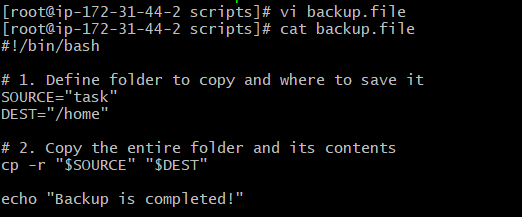 [root@ip-172-31-44-2 scripts]# vi backup.file
[root@ip-172-31-44-2 scripts]# cat backup.file
#!/bin/bash

# 1. Define folder to copy and where to save it
SOURCE="task"
DEST="/home"

# 2. Copy the entire folder and its contents
cp -r "$SOURCE" "$DEST"

echo "Backup is completed!"